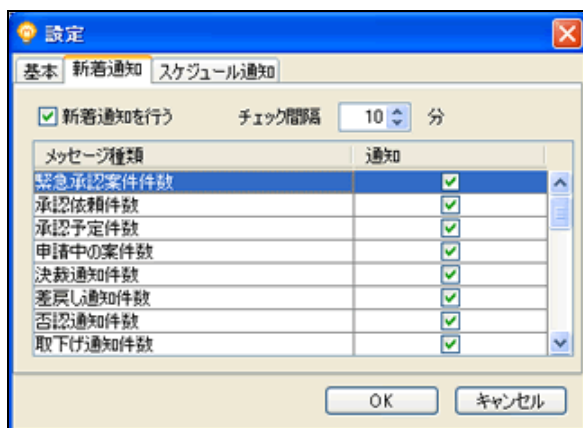 設定
基本 新着通知 スケジュール通知
新着通知を行う チェック間隔 10 分
メッセージ種類 通知
緊急承認案件件数
承認依頼件数
承認予定件数
申請中の案件数
決裁通知件数
差戻し通知件数
否認通知件数
取下げ通知件数
OK キャンセル